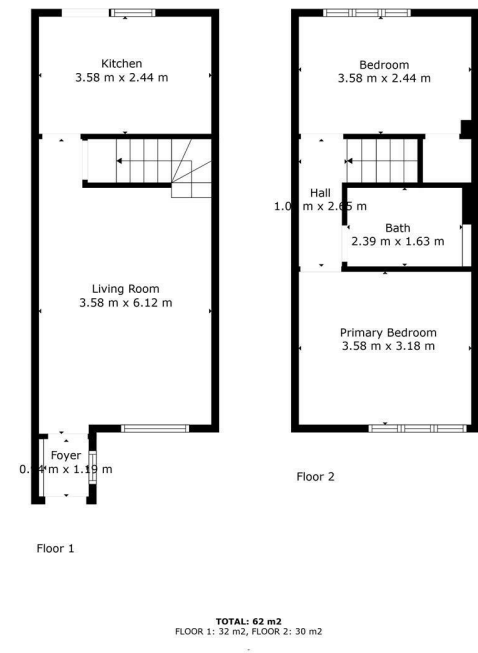 Kitchen
3.58 m x 2.44 m
Living Room
3.58 m x 6.12 m
Foyer
m x 1.19 m
Floor 1
Bedroom
3.58 m x 2.44 m
Hall
m x 2.65 m
Bath
2.39 m x 1.63 m
Primary Bedroom
3.58 m x 3.18 m
Floor 2
TOTAL: 62 m2
FLOOR 1: 32 m2, FLOOR 2: 30 m2